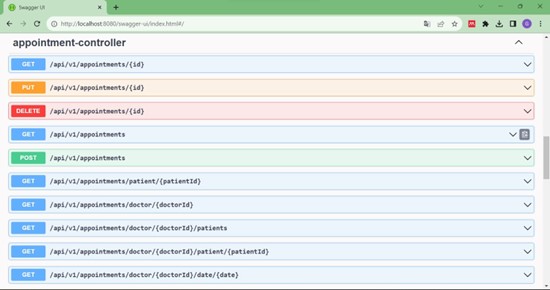 Swagger UI
http://localhost:8080/swagger-ui/index.html#/
G
appointment-controller
GET /api/v1/appointments/{id}
PUT /api/v1/appointments/{id}
DELETE /api/v1/appointments/{id}
GET /api/v1/appointments
POST /api/v1/appointments
GET /api/v1/appointments/patient/{patientId}
GET /api/v1/appointments/doctor/{doctorId}
GET /api/v1/appointments/doctor/{doctorId}/patients
GET /api/v1/appointments/doctor/{doctorId}/patient/{patientId}
GET /api/v1/appointments/doctor/{doctorId}/date/{date}